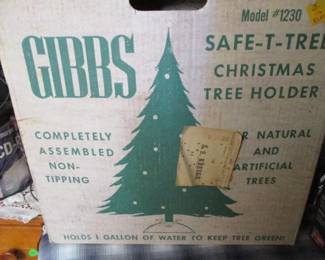 Model #1230
GIBBS
SAFE-T-TREE
CHRISTMAS
TREE HOLDER
COMPLETELY
ASSEMBLED
NON-
TIPPING
R NATURAL
AND
ARTIFICIAL
TREES
HOLDS 1 GALLON OF WATER TO KEEP TREE GREEN!